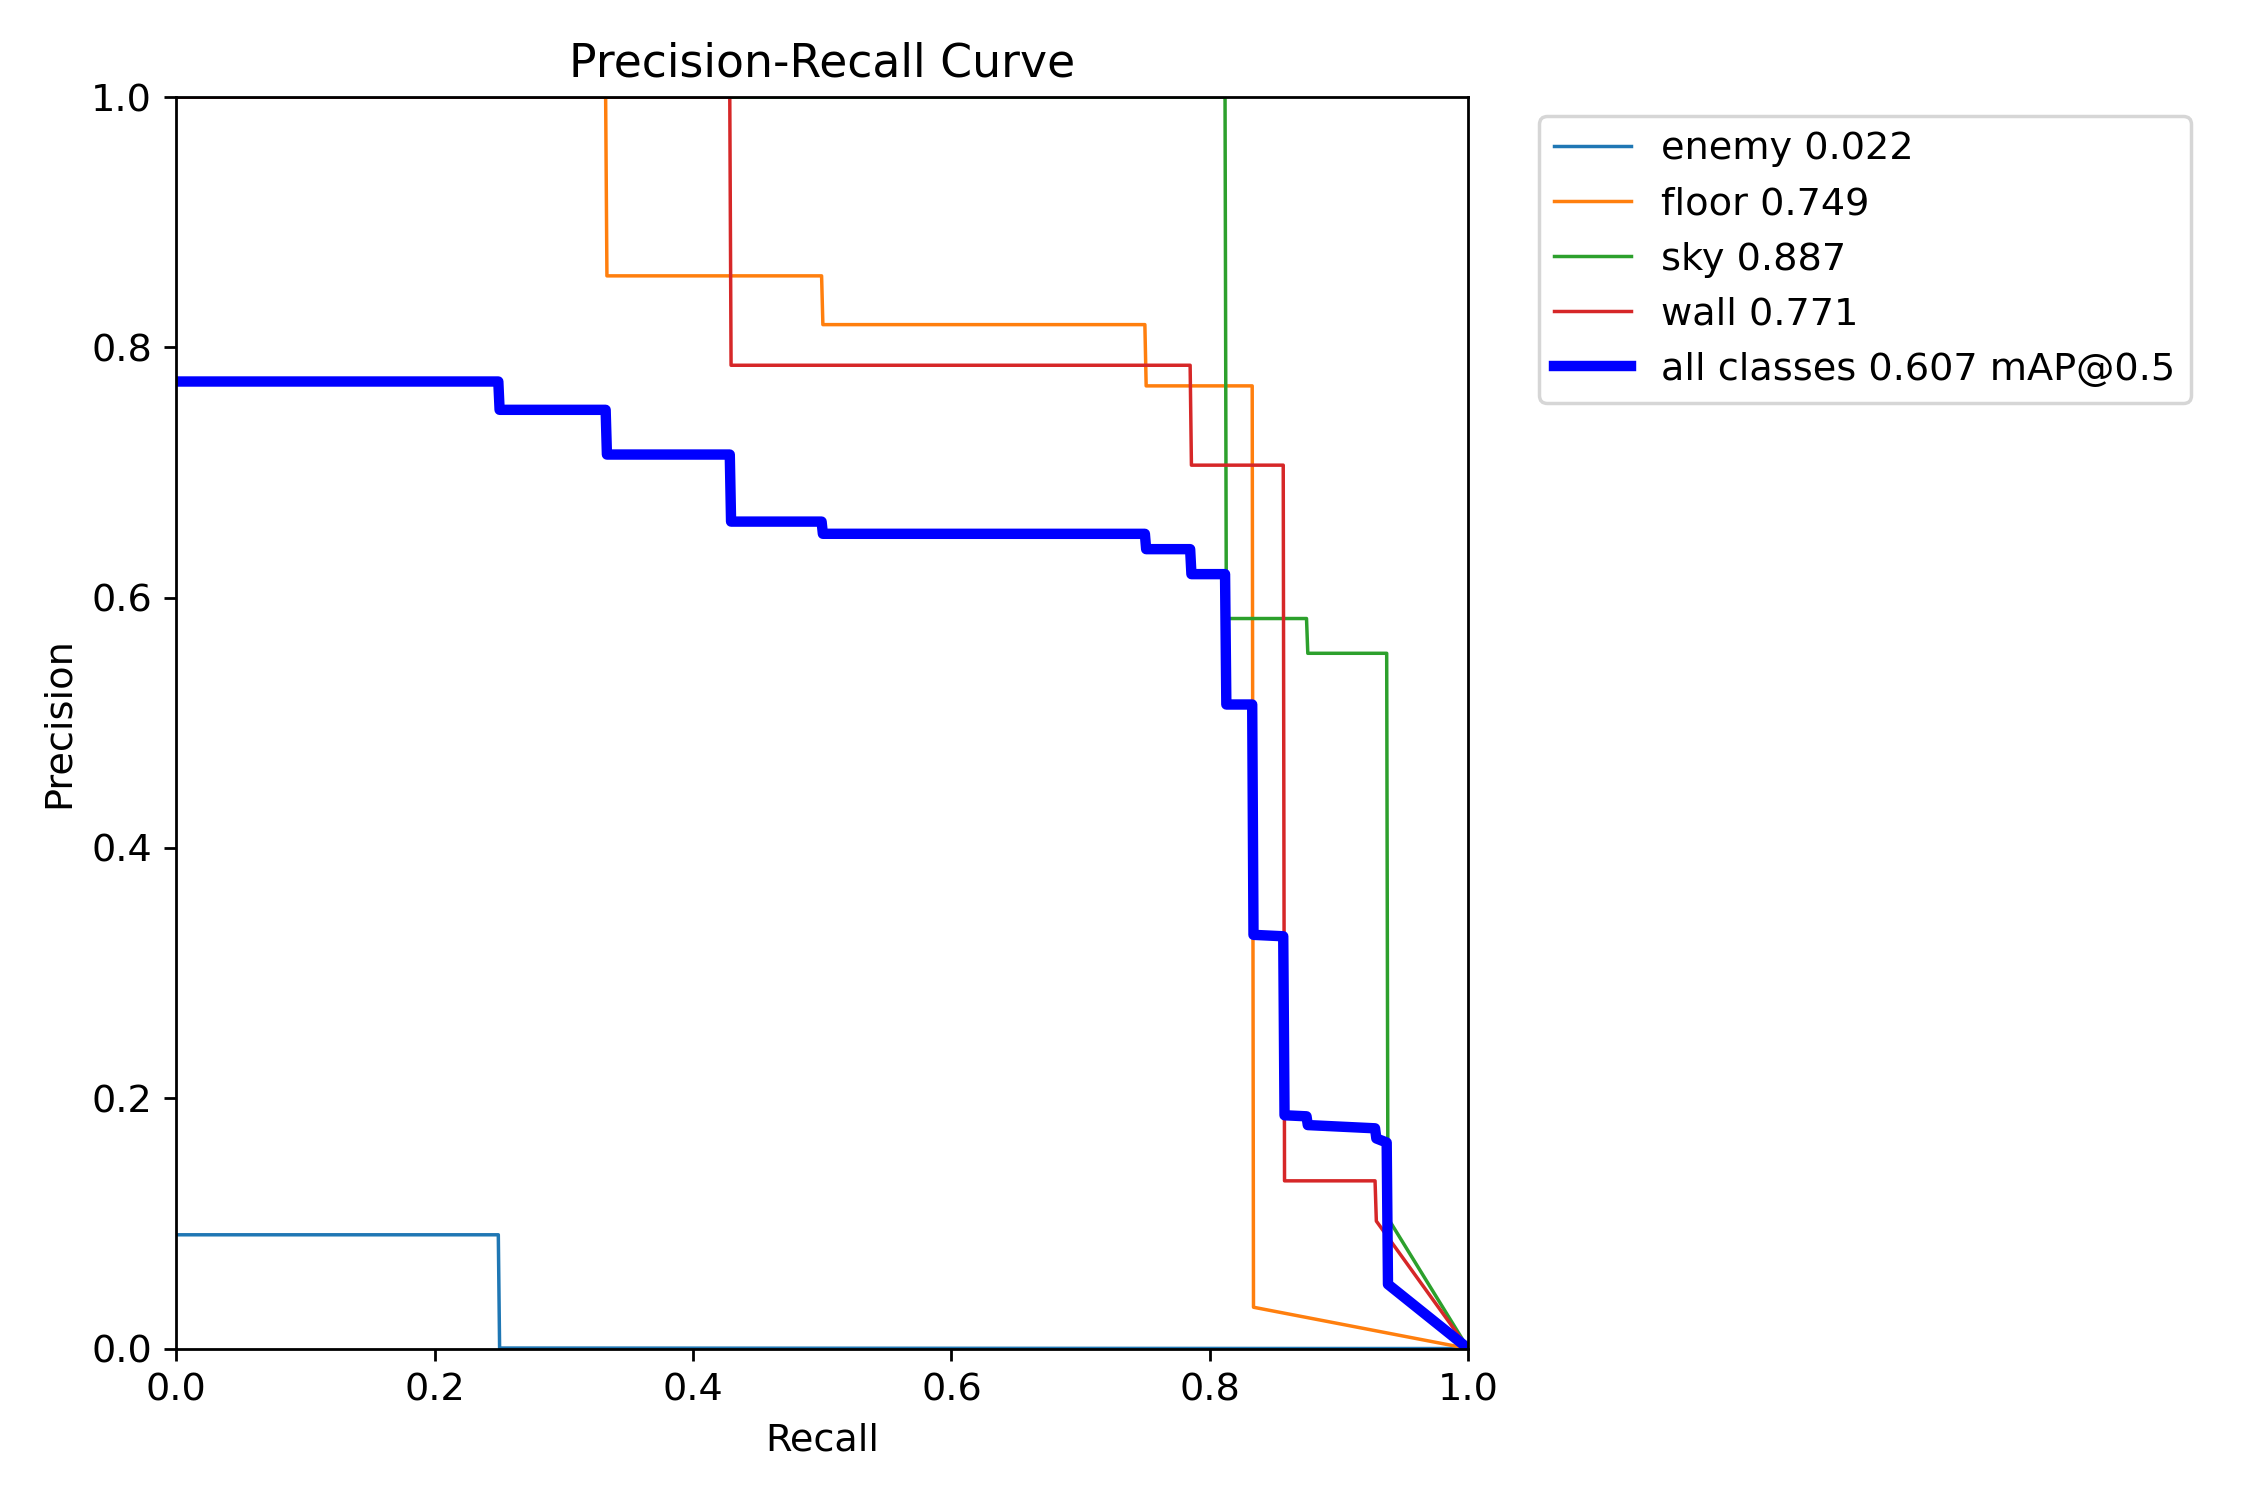 Precision-Recall Curve
1.0
0.8
0.6
0.4
0.2
0.0
Precision
0.0 0.2 0.4 0.6 0.8 1.0
Recall
enemy 0.022
floor 0.749
sky 0.887
wall 0.771
all classes 0.607 mAP@0.5